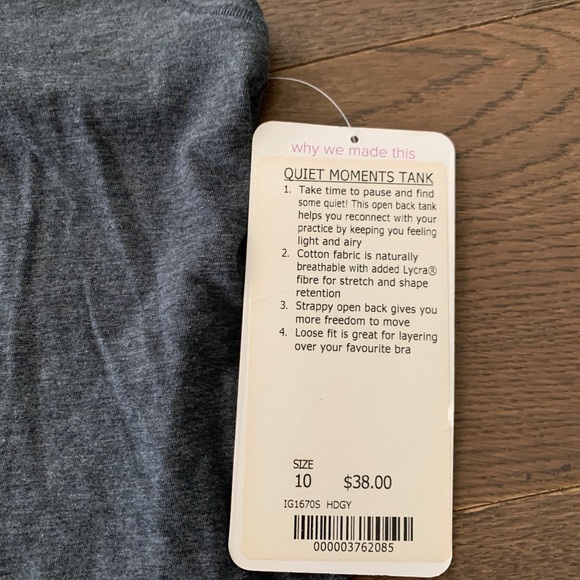 why we made this
QUIET MOMENTS TANK
1. Take time to pause and find
some quiet! This open back tank
helps you reconnect with your
practice by keeping you feeling
light and airy
2. Cotton fabric is naturally
breathable with added Lycra®
fibre for stretch and shape
retention
3. Strappy open back gives you
more freedom to move
4. Loose fit is great for layering
over your favourite bra
SIZE
10 $38.00
IG1670S HDGY
000003762085